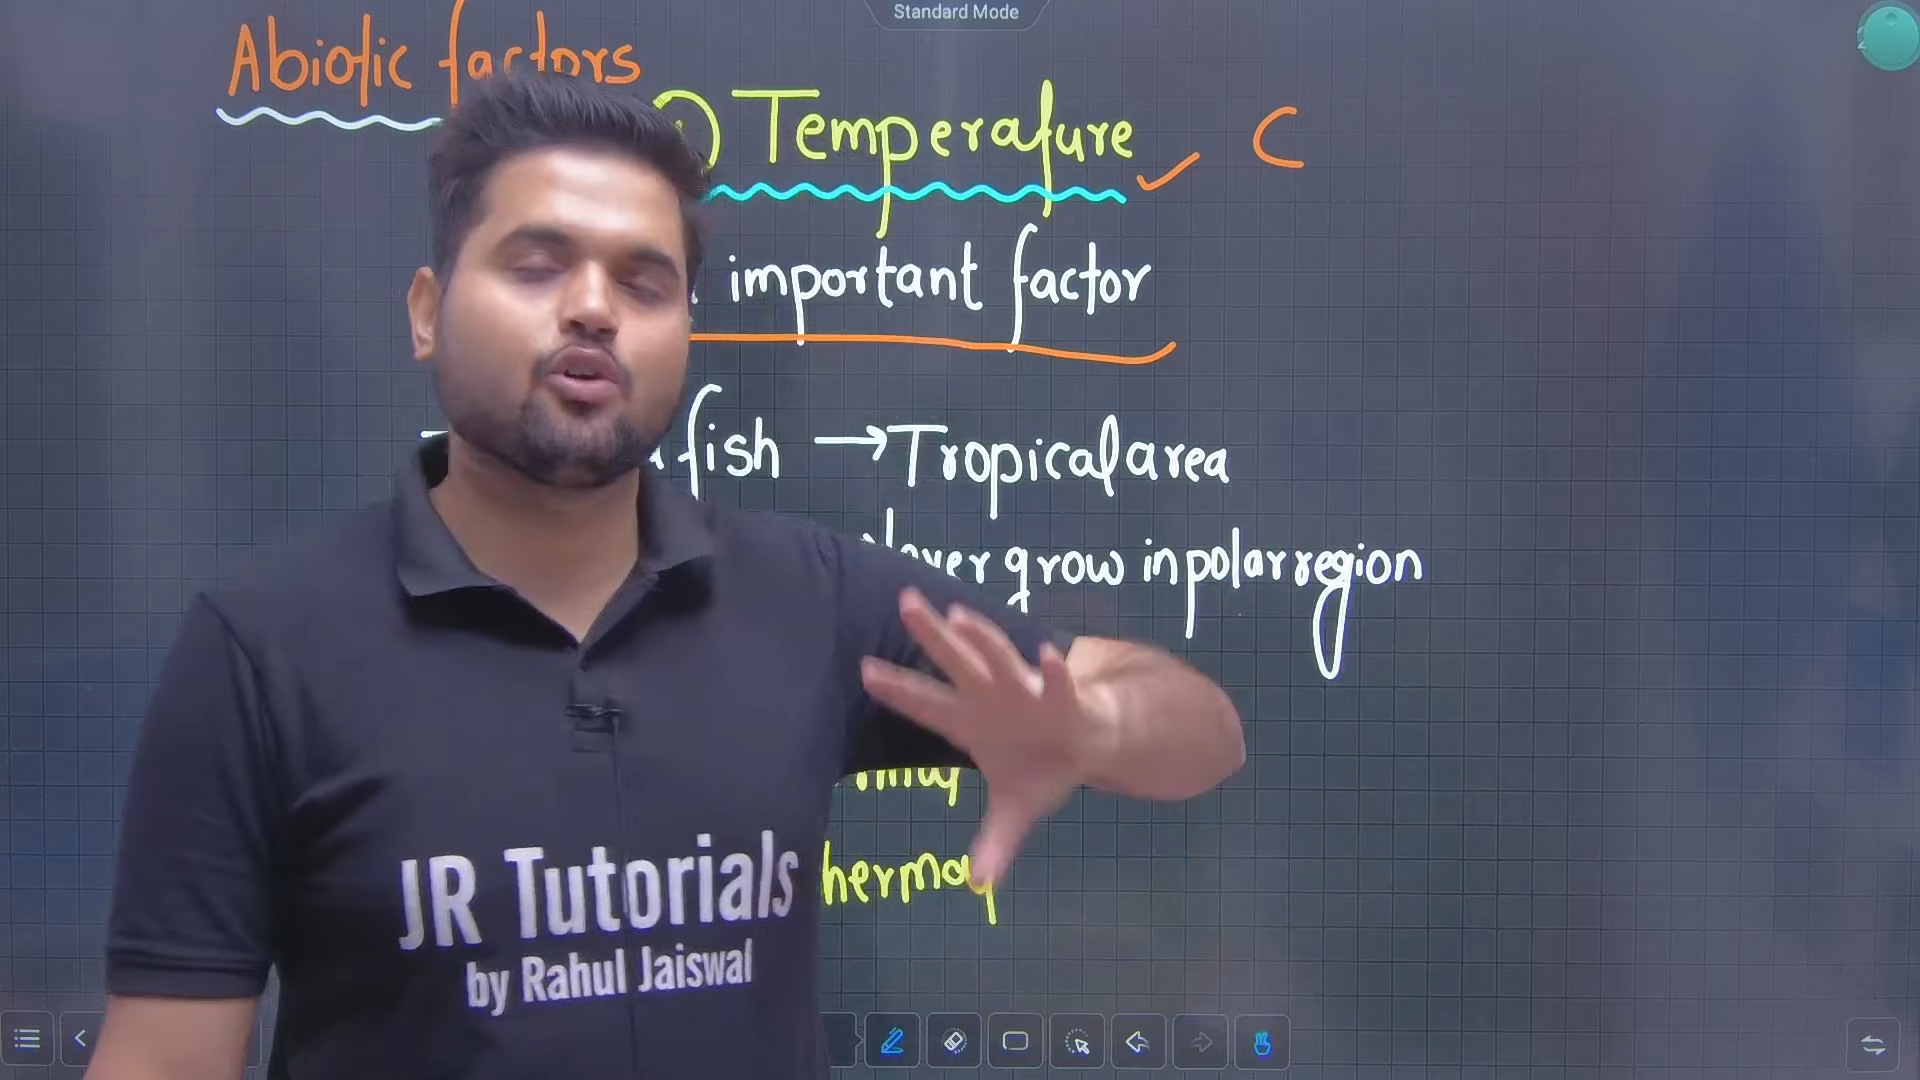 Standard Mode
Abiotic factors
① Temperature ✓ C
important factor
fish → Tropical area
grow in polar region
JR Tutorials
by Rahul Jaiswal